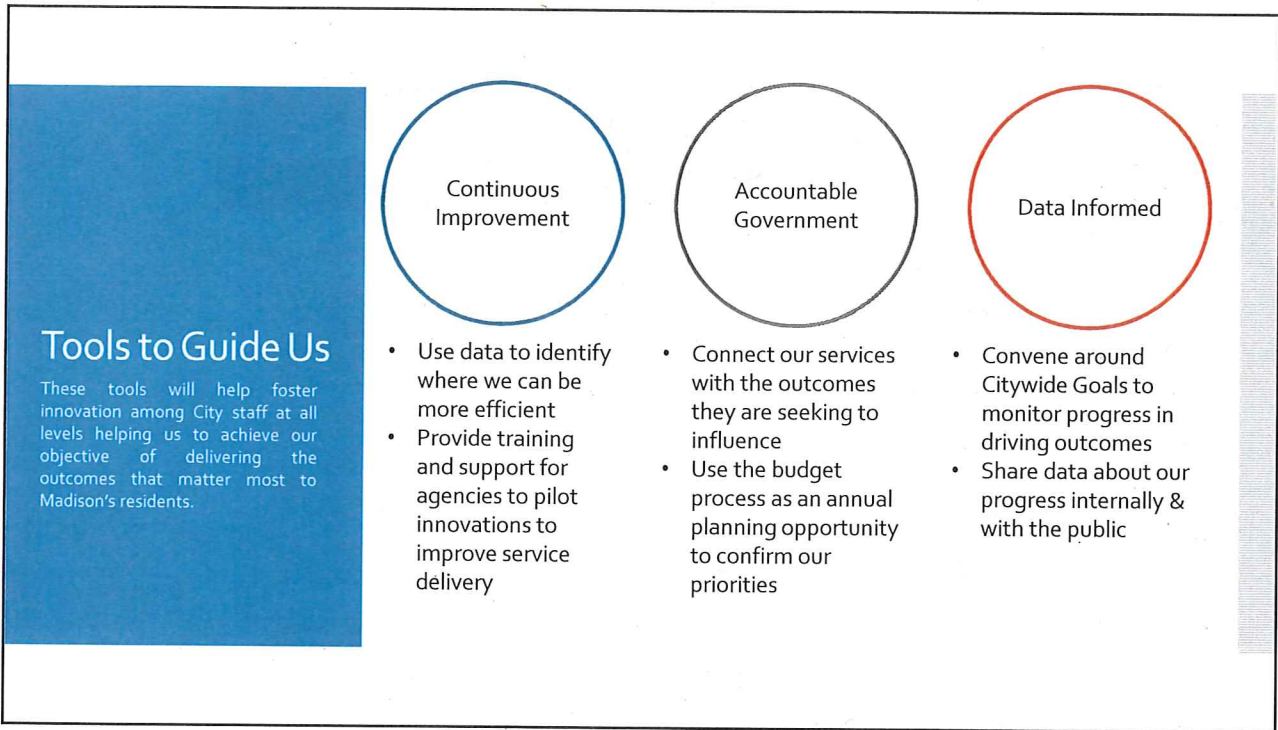 Tools to Guide Us
These tools will help foster
innovation among City staff at all
levels helping us to achieve our
objective of delivering the
outcomes that matter most to
Madison's residents.
Continuous
Improvement
• Use data to identify
where we can be
more efficient
• Provide training
and support for
agencies to pilot
innovations to
improve service
delivery
Accountable
Government
• Connect our services
with the outcomes
they are seeking to
influence
• Use the budget
process as an annual
planning opportunity
to confirm our
priorities
Data Informed
• Convene around
Citywide Goals to
monitor progress in
driving outcomes
• Share data about our
progress internally &
with the public